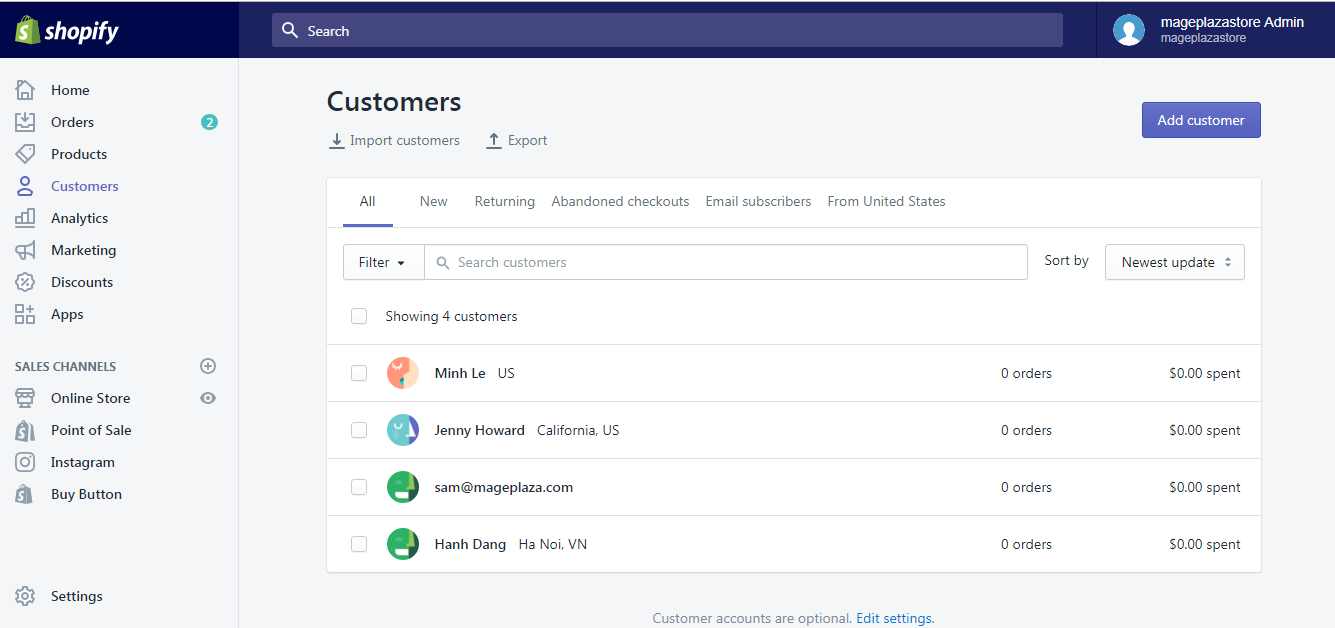 shopify
Search
mageplazastore Admin
mageplazastore
Home
Orders 2
Products
Customers
Analytics
Marketing
Discounts
Apps
SALES CHANNELS
Online Store
Point of Sale
Instagram
Buy Button
Settings
Customers
Import customers Export
Add customer
All New Returning Abandoned checkouts Email subscribers From United States
Filter Search customers Sort by Newest update
Showing 4 customers
Minh Le US 0 orders $0.00 spent
Jenny Howard California, US 0 orders $0.00 spent
sam@mageplaza.com 0 orders $0.00 spent
Hanh Dang Ha Noi, VN 0 orders $0.00 spent
Customer accounts are optional. Edit settings.